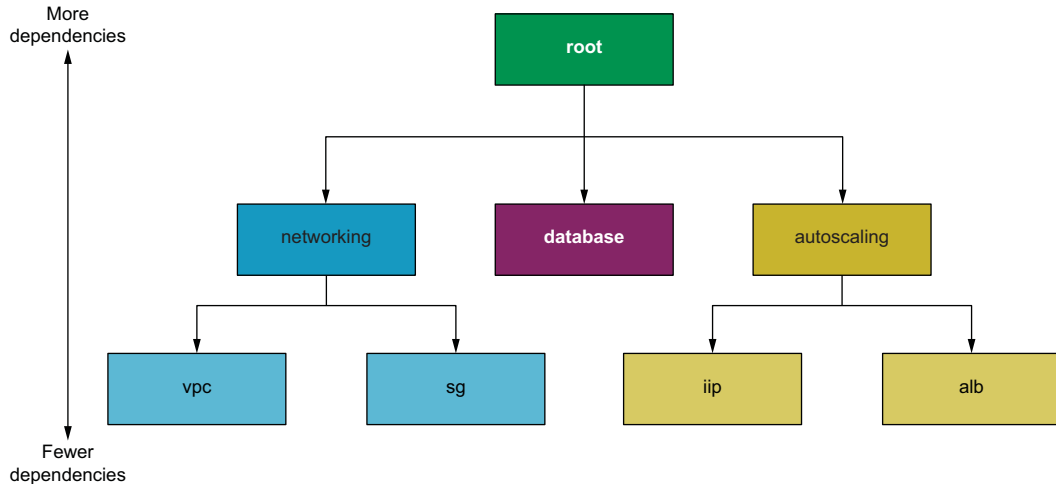 More
dependencies
root
networking
database
autoscaling
vpc
sg
iip
alb
Fewer
dependencies